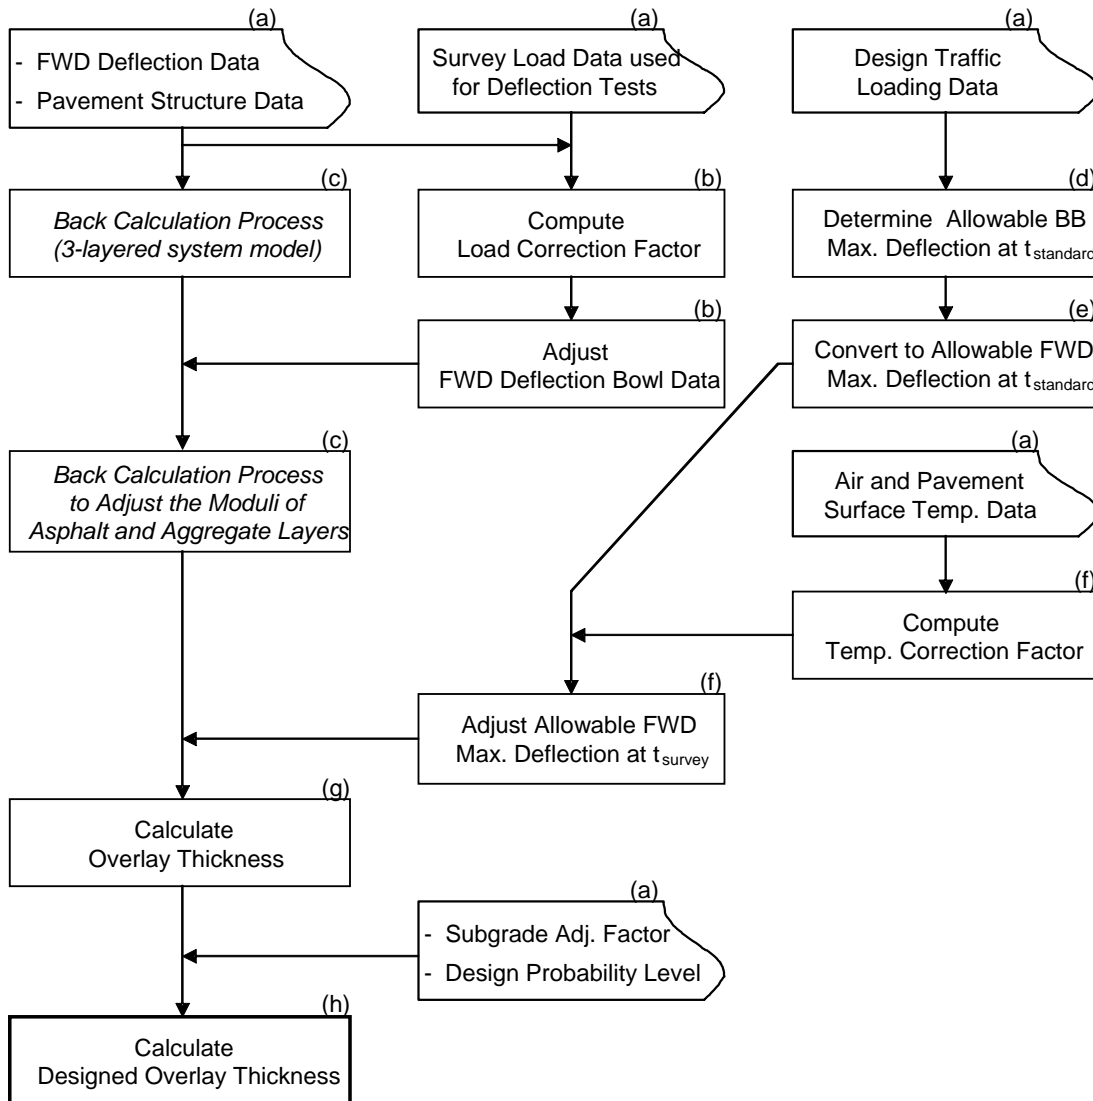 (a)
- FWD Deflection Data
- Pavement Structure Data
(a)
Survey Load Data used
for Deflection Tests
(a)
Design Traffic
Loading Data
(c)
Back Calculation Process
(3-layered system model)
(b)
Compute
Load Correction Factor
(d)
Determine Allowable BB
Max. Deflection at tstandard
(b)
Adjust
FWD Deflection Bowl Data
(e)
Convert to Allowable FWD
Max. Deflection at tstandard
(c)
Back Calculation Process
to Adjust the Moduli of
Asphalt and Aggregate Layers
(a)
Air and Pavement
Surface Temp. Data
(f)
Compute
Temp. Correction Factor
(f)
Adjust Allowable FWD
Max. Deflection at tsurvey
(g)
Calculate
Overlay Thickness
(a)
- Subgrade Adj. Factor
- Design Probability Level
(h)
Calculate
Designed Overlay Thickness